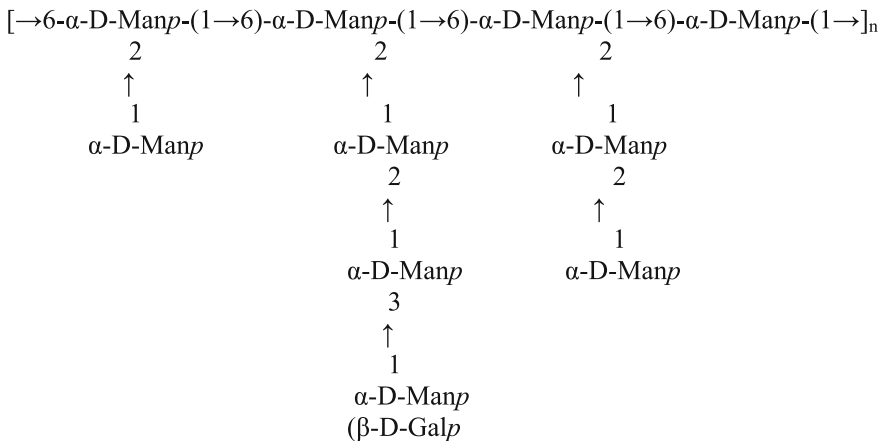 [→6-α-D-Manp-(1→6)-α-D-Manp-(1→6)-α-D-Manp-(1→6)-α-D-Manp-(1→]n
2 2 2
↑ ↑ ↑
1 1 1
α-D-Manp α-D-Manp α-D-Manp
2 2
↑ ↑
1 1
α-D-Manp α-D-Manp
3
↑
1
α-D-Manp
(β-D-Galp